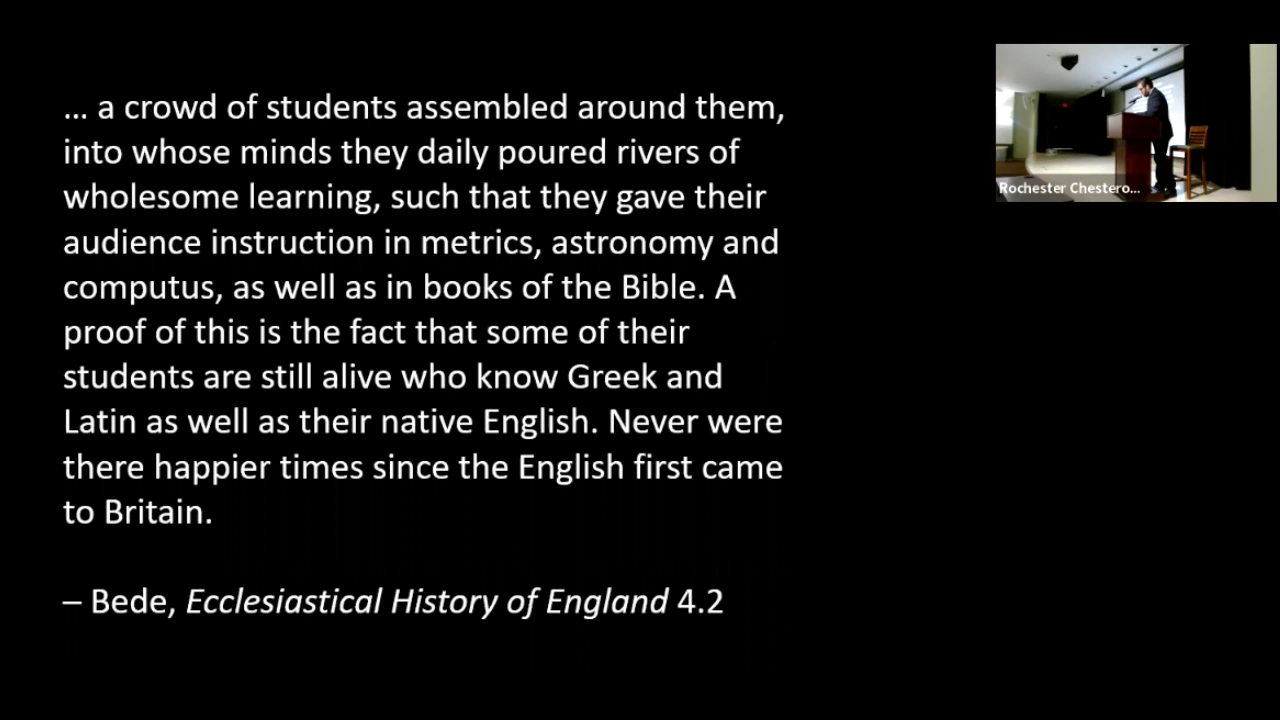 … a crowd of students assembled around them,
into whose minds they daily poured rivers of
wholesome learning, such that they gave their
audience instruction in metrics, astronomy and
computus, as well as in books of the Bible. A
proof of this is the fact that some of their
students are still alive who know Greek and
Latin as well as their native English. Never were
there happier times since the English first came
to Britain.
– Bede, Ecclesiastical History of England 4.2
Rochester Chestero...